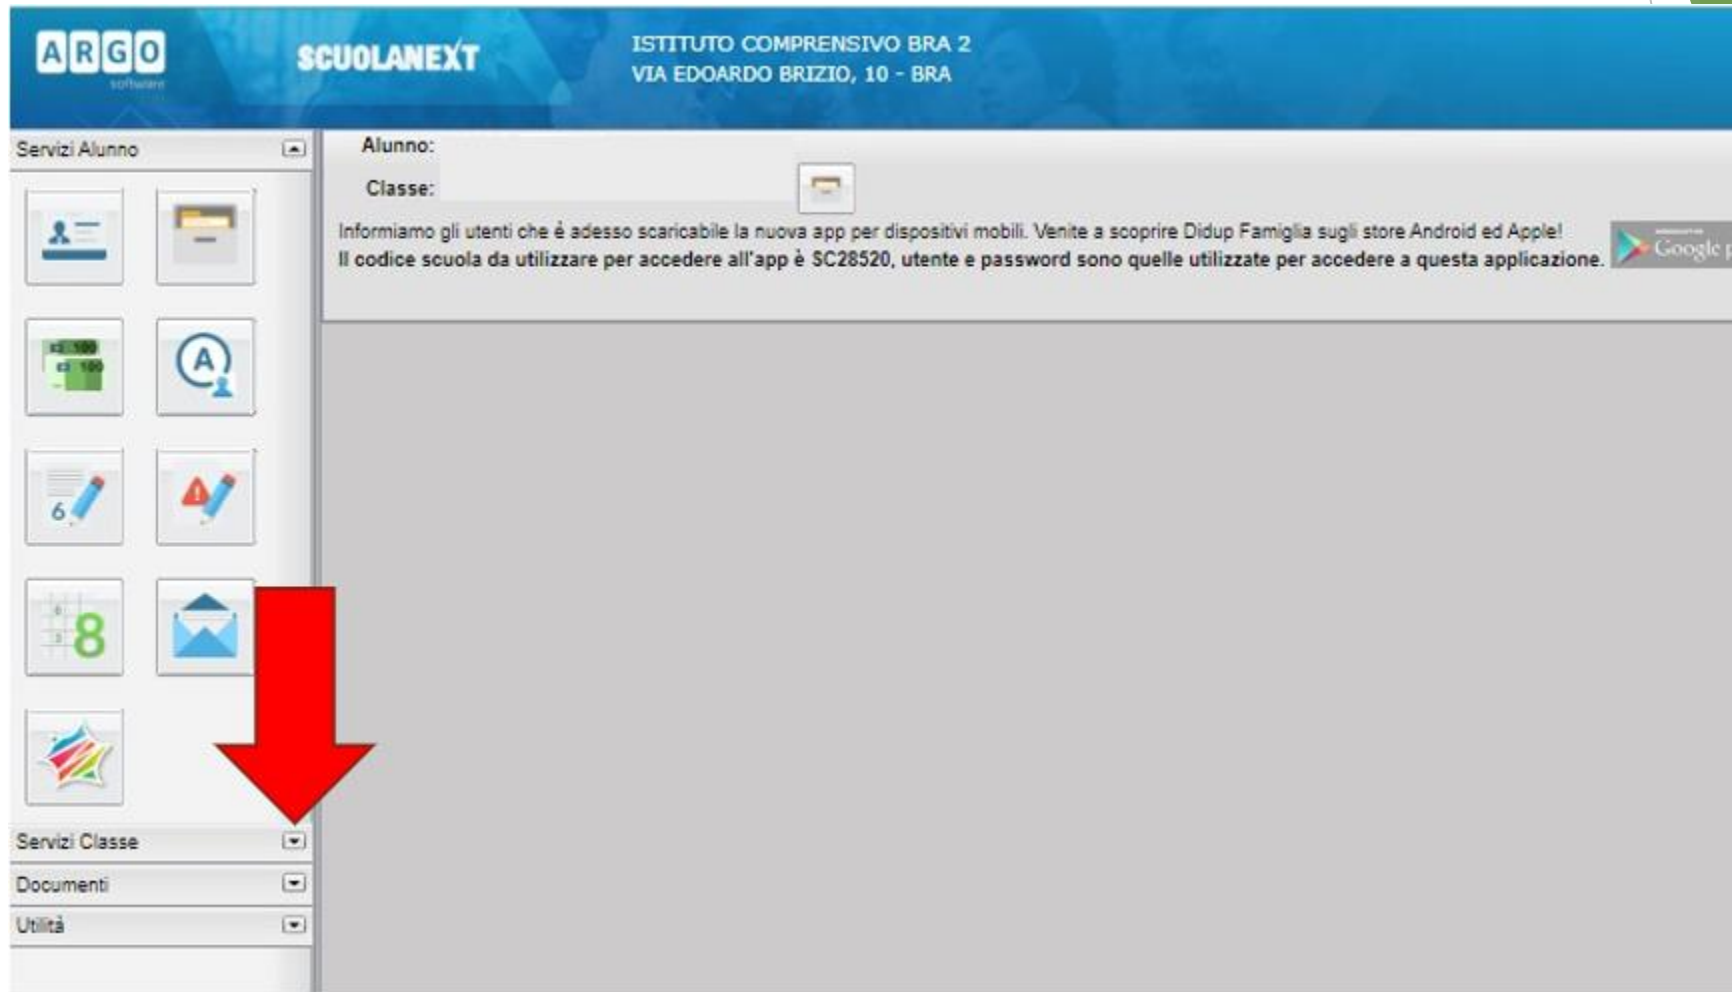 ARGO
software
SCUOLANEXT
ISTITUTO COMPRENSIVO BRA 2
VIA EDOARDO BRIZIO, 10 - BRA
Servizi Alunno
Alunno:
Classe:
Informiamo gli utenti che é adesso scaricabile la nuova app per dispositivi mobili. Venite a scoprire Didup Famiglia sugli store Android ed Apple!
Il codice scuola da utilizzare per accedere all'app è SC28520, utente e password sono quelle utilizzate per accedere a questa applicazione.
Google p
100
100
A
6
8
Servizi Classe
Documenti
Utilità